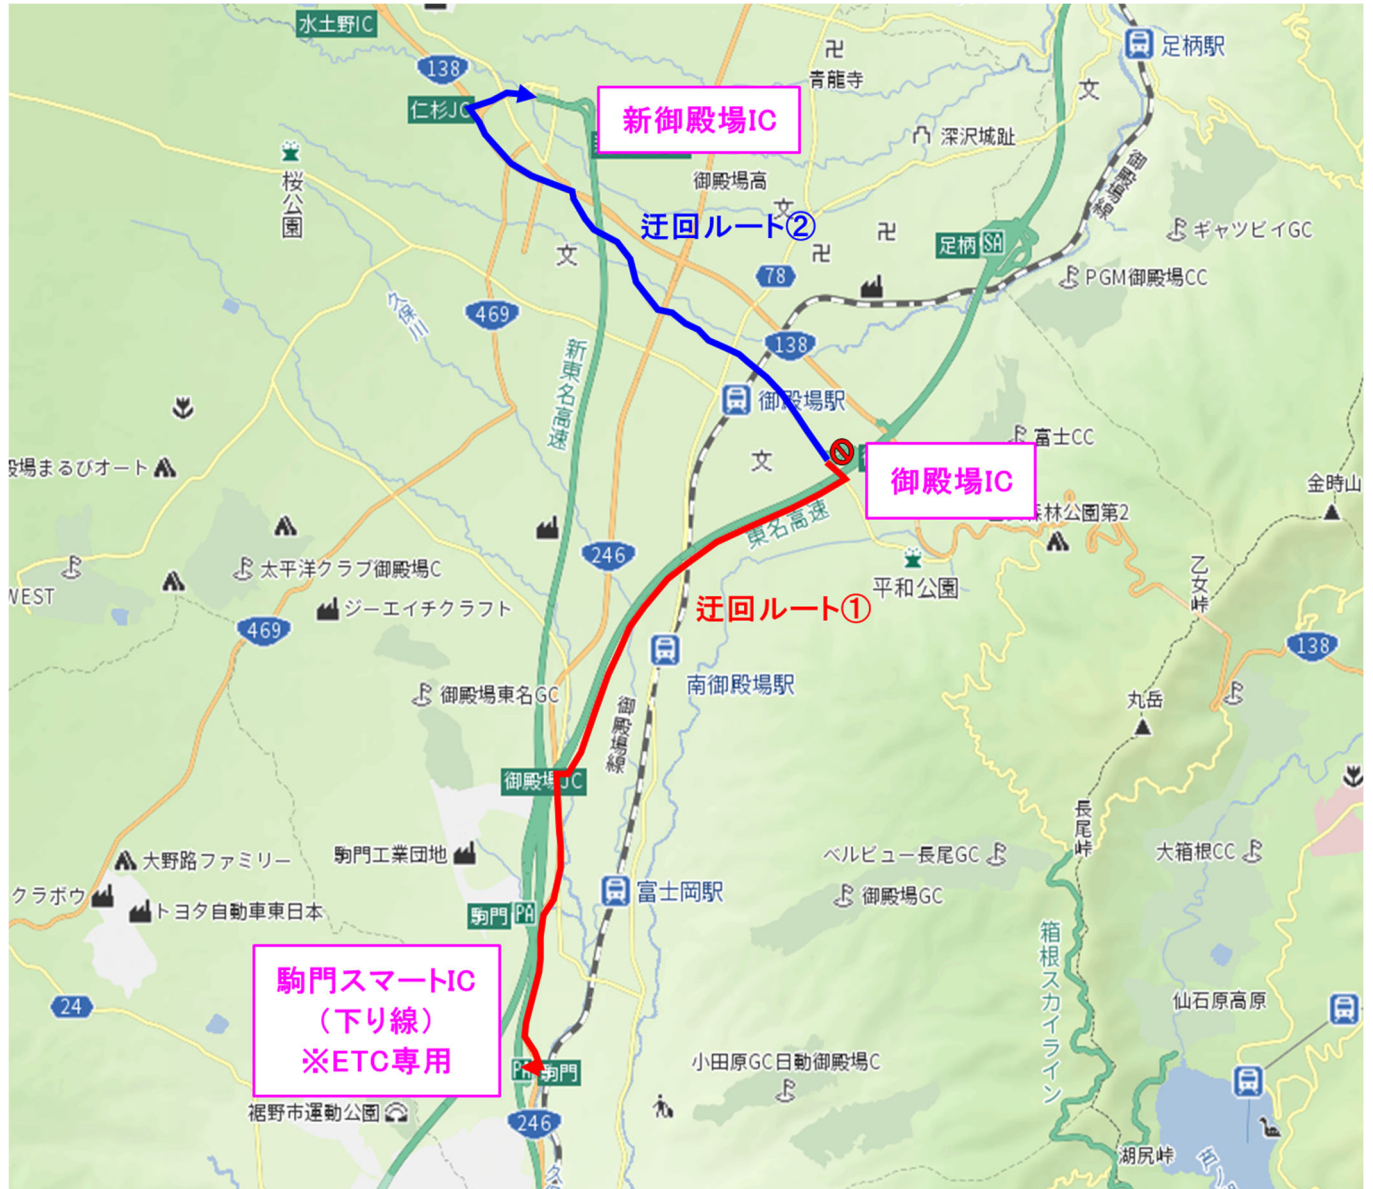 水土野IC
足柄駅
138
青龍寺
仁杉JC
新御殿場IC
深沢城趾
御殿場線
桜公園
御殿場高
迂回ルート②
ギャツビイGC
足柄SA
78
PGM御殿場CC
久保川
469
138
新東名高速
御殿場駅
富士CC
場まるびオート
御殿場IC
金時山
東名高速
森林公園第2
246
太平洋クラブ御殿場C
乙女峠
平和公園
WEST
ジーエイチクラフト
迂回ルート①
469
138
南御殿場駅
御殿場東名GC
丸岳
御殿場線
御殿場JC
長尾峠
駒門工業団地
ベルビュー長尾GC
大箱根CC
大野路ファミリー
富士岡駅
御殿場GC
クラボウ
トヨタ自動車東日本
駒門PA
箱根スカイライン
駒門スマートIC
（下り線）
※ETC専用
24
仙石原高原
小田原GC日動御殿場C
PA駒門
裾野市運動公園
246
湖尻峠